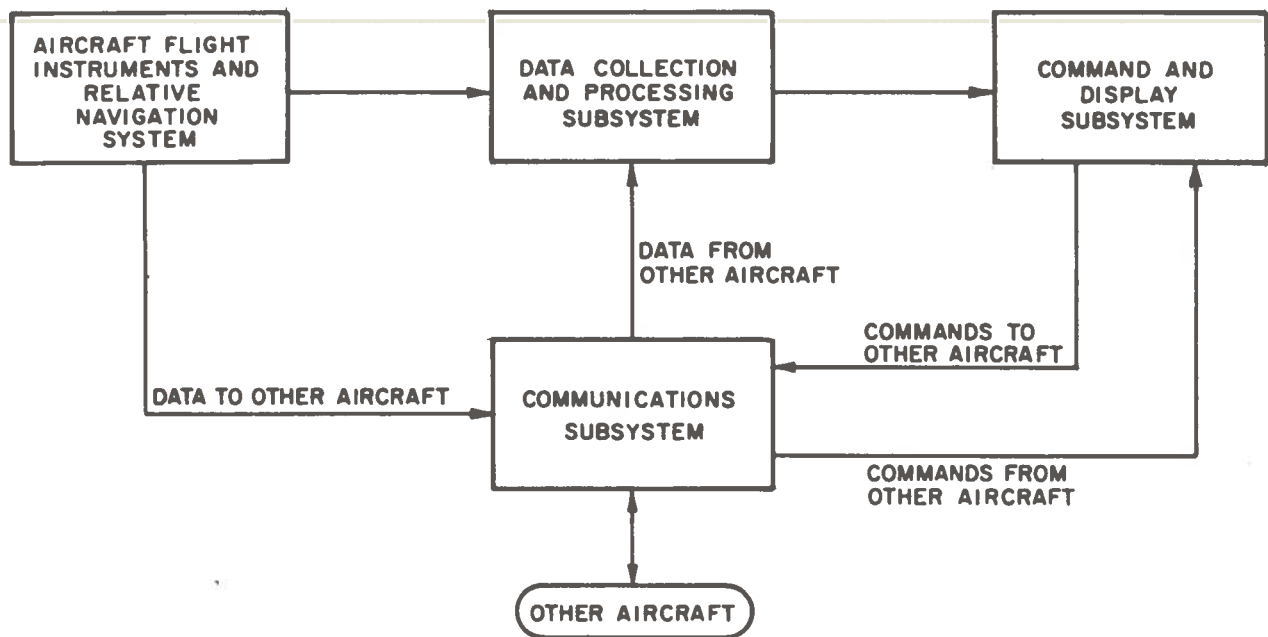 AIRCRAFT FLIGHT
INSTRUMENTS AND
RELATIVE
NAVIGATION
SYSTEM
DATA COLLECTION
AND PROCESSING
SUBSYSTEM
COMMAND AND
DISPLAY
SUBSYSTEM
DATA FROM
OTHER AIRCRAFT
COMMANDS TO
OTHER AIRCRAFT
DATA TO OTHER AIRCRAFT
COMMUNICATIONS
SUBSYSTEM
COMMANDS FROM
OTHER AIRCRAFT
OTHER AIRCRAFT